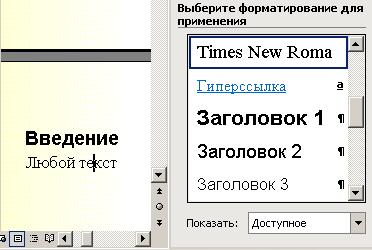 Выберите форматирование для
применения
Times New Roma
Гиперссылка a
Заголовок 1 ¶
Заголовок 2 ¶
Заголовок 3 ¶
Показать: Доступное
Введение
Любой текст